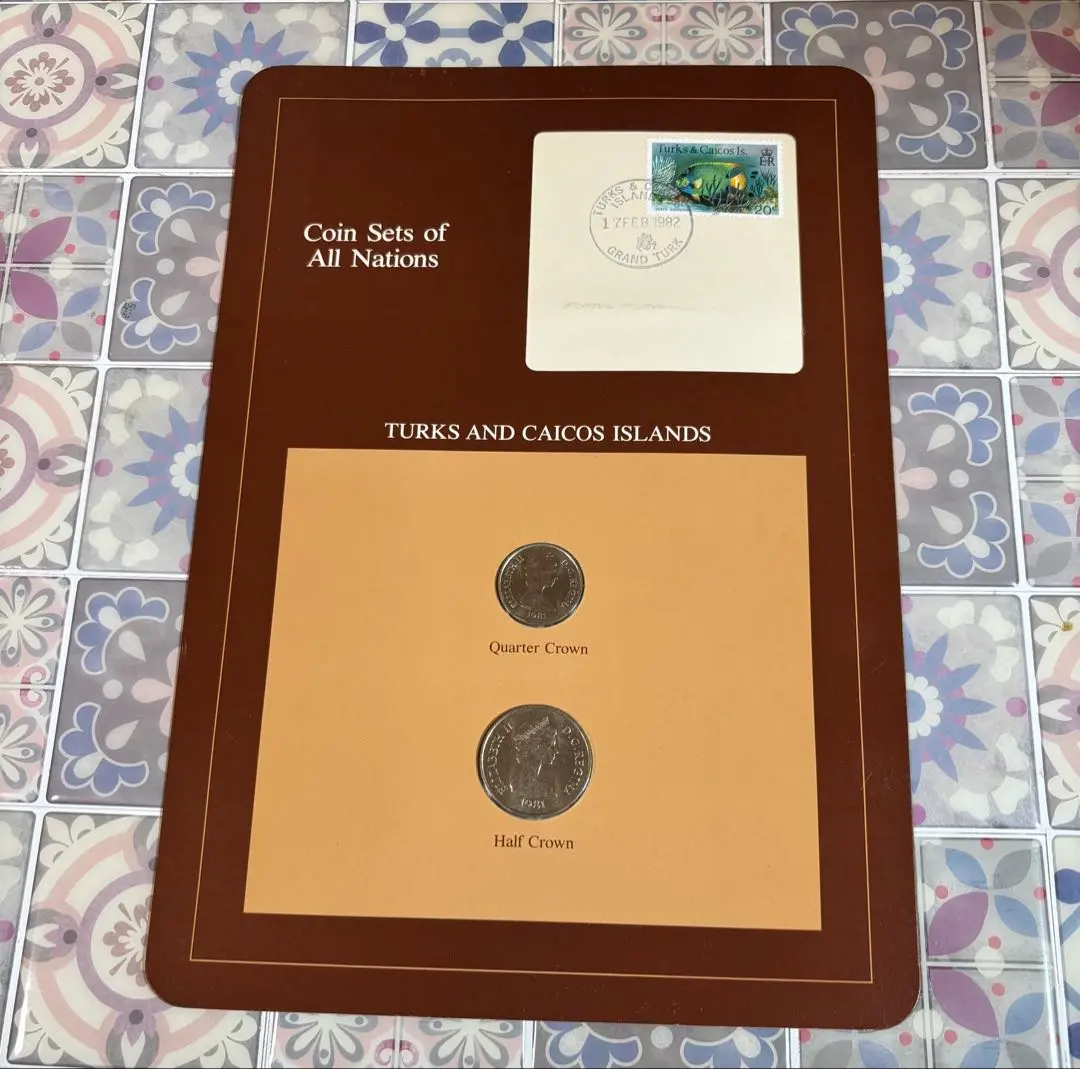 Coin Sets of
All Nations
Turks & Caicos Is.
ER
20¢
TURKS &
ISLAN
17 FEB 1982
GRAND TURK
TURKS AND CAICOS ISLANDS
ELIZABETH II D·G·REGINA
1981
Quarter Crown
ELIZABETH II D·G·REGINA
1981
Half Crown